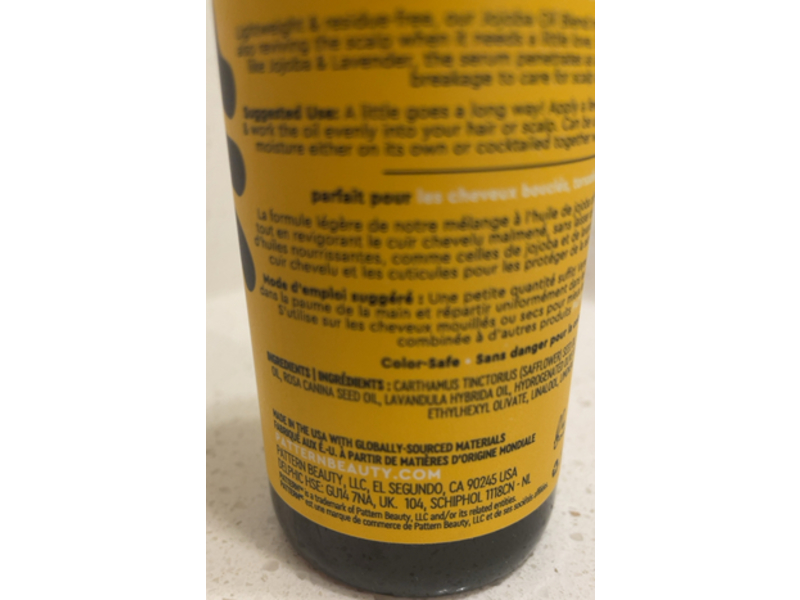 Lightweight & residue-free, our Jojoba Oil Blend
reviving the scalp when it needs a little love
like Jojoba & Lavender, the serum penetrates
breakage to care for
Suggested Use: A little goes a long way! Apply a
& work the oil evenly into your hair or scalp. Can be
moisture either on its own or cocktailed together
parfait pour les cheveux bouclés,
La formule légère de notre mélange à l'huile de jojoba
tout en revigorant le cuir chevelu malmené, sans
d'huiles nourrissantes, comme celles de jojoba et de
cuir chevelu et les cuticules pour les protéger de la
Mode d'emploi suggéré : Une petite quantité suffit
dans la paume de la main et répartir uniformément
S'utilise sur les cheveux mouillés ou secs pour
combinée à d'autres produits
Color-Safe • Sans danger pour la
INGREDIENTS | INGRÉDIENTS : CARTHAMUS TINCTORIUS (SAFFLOWER) SEED
OIL, ROSA CANINA SEED OIL, LAVANDULA HYBRIDA OIL, HYDROGENATED
ETHYLHEXYL OLIVATE, LINALOOL,
MADE IN THE USA WITH GLOBALLY-SOURCED MATERIALS
FABRIQUÉ AUX É.-U. À PARTIR DE MATIÈRES D'ORIGINE MONDIALE
PATTERNBEAUTY.COM
PATTERN BEAUTY, LLC, EL SEGUNDO, CA 90245 USA
DELPHIC HSE: GU14 7NA, UK. 104, SCHIPHOL 1118CN - NL
PATTERN™ is a trademark of Pattern Beauty, LLC and/or its related entities.
PATTERN™ est une marque de commerce de Pattern Beauty, LLC et de ses sociétés affiliées.